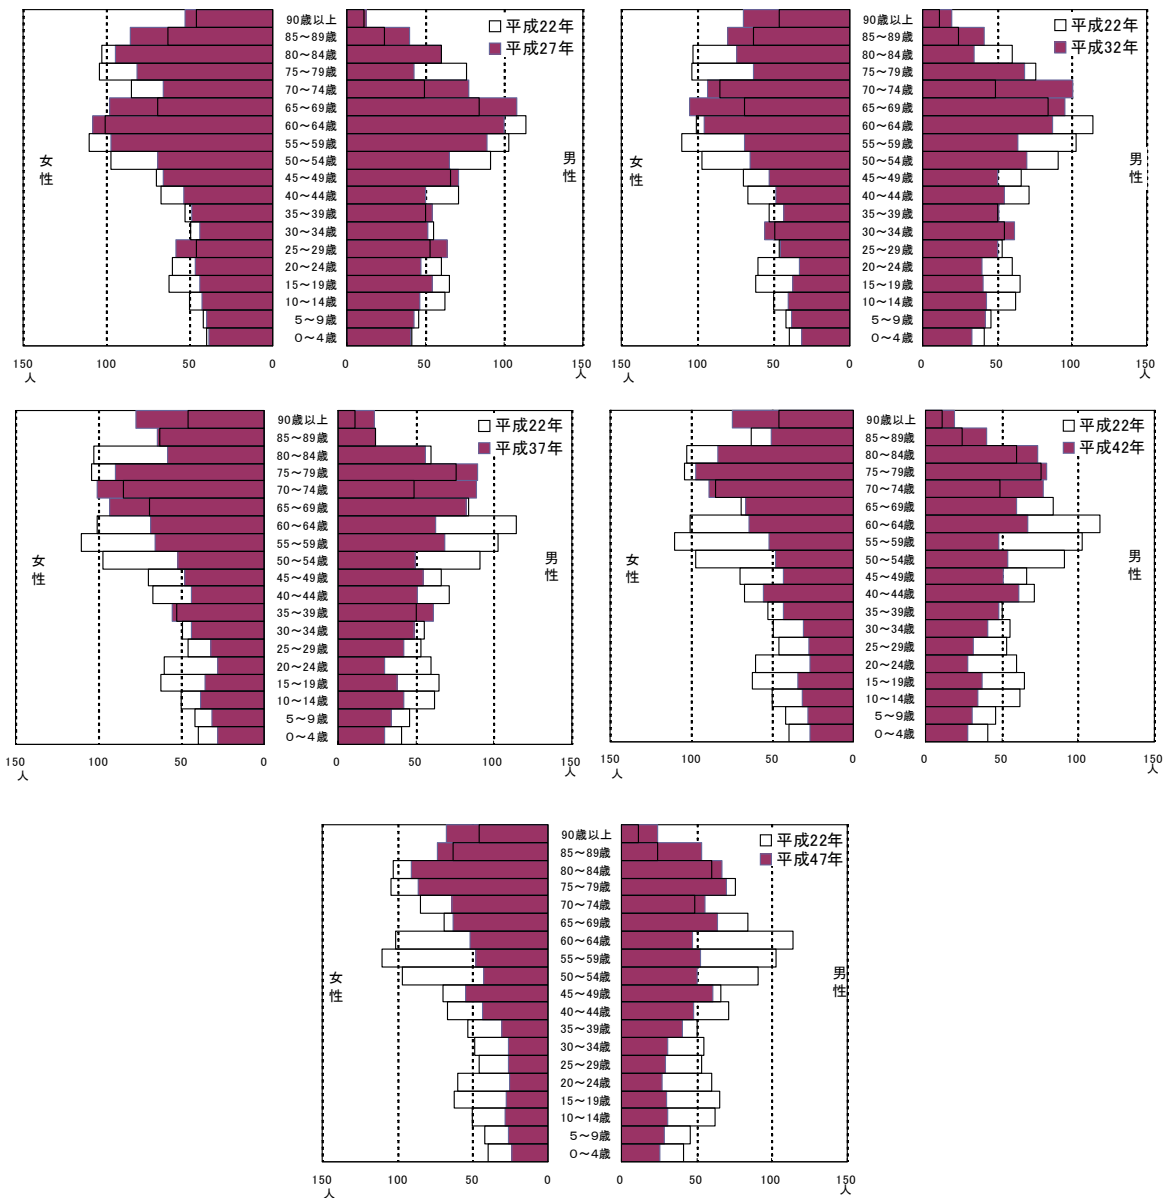 平成22年
平成27年
90歳以上
85～89歳
80～84歳
75～79歳
70～74歳
65～69歳
60～64歳
55～59歳
50～54歳
45～49歳
40～44歳
35～39歳
30～34歳
25～29歳
20～24歳
15～19歳
10～14歳
5～9歳
0～4歳
女性
男性
150 100 50 0
0 50 100 150
人
人
平成22年
平成32年
90歳以上
85～89歳
80～84歳
75～79歳
70～74歳
65～69歳
60～64歳
55～59歳
50～54歳
45～49歳
40～44歳
35～39歳
30～34歳
25～29歳
20～24歳
15～19歳
10～14歳
5～9歳
0～4歳
女性
男性
150 100 50 0
0 50 100 150
人
人
平成22年
平成37年
90歳以上
85～89歳
80～84歳
75～79歳
70～74歳
65～69歳
60～64歳
55～59歳
50～54歳
45～49歳
40～44歳
35～39歳
30～34歳
25～29歳
20～24歳
15～19歳
10～14歳
5～9歳
0～4歳
女性
男性
150 100 50 0
0 50 100 150
人
人
平成22年
平成42年
90歳以上
85～89歳
80～84歳
75～79歳
70～74歳
65～69歳
60～64歳
55～59歳
50～54歳
45～49歳
40～44歳
35～39歳
30～34歳
25～29歳
20～24歳
15～19歳
10～14歳
5～9歳
0～4歳
女性
男性
150 100 50 0
0 50 100 150
人
人
平成22年
平成47年
90歳以上
85～89歳
80～84歳
75～79歳
70～74歳
65～69歳
60～64歳
55～59歳
50～54歳
45～49歳
40～44歳
35～39歳
30～34歳
25～29歳
20～24歳
15～19歳
10～14歳
5～9歳
0～4歳
女性
男性
150 100 50 0
0 50 100 150
人
人